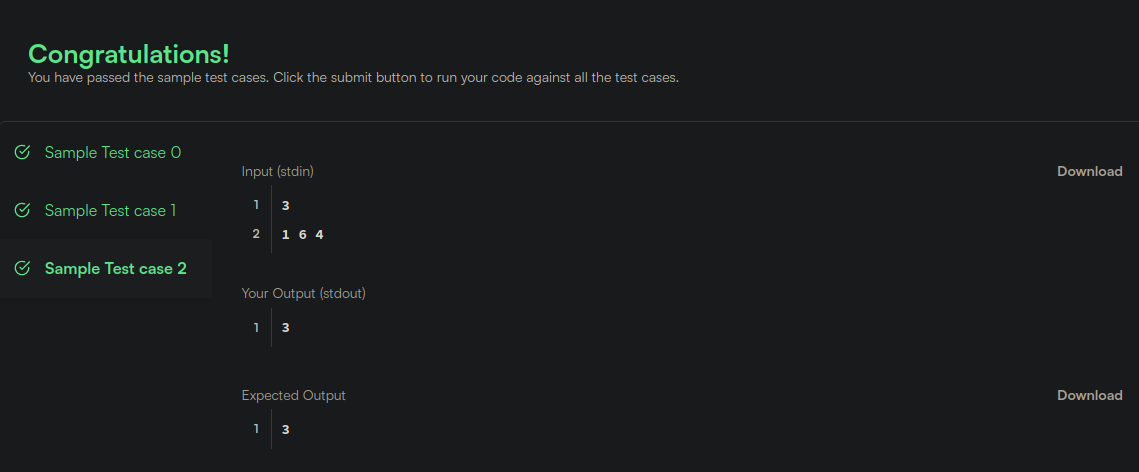 Congratulations!
You have passed the sample test cases. Click the submit button to run your code against all the test cases.
Sample Test case 0
Sample Test case 1
Sample Test case 2
Input (stdin)
Download
1 3
2 1 6 4
Your Output (stdout)
1 3
Expected Output
Download
1 3